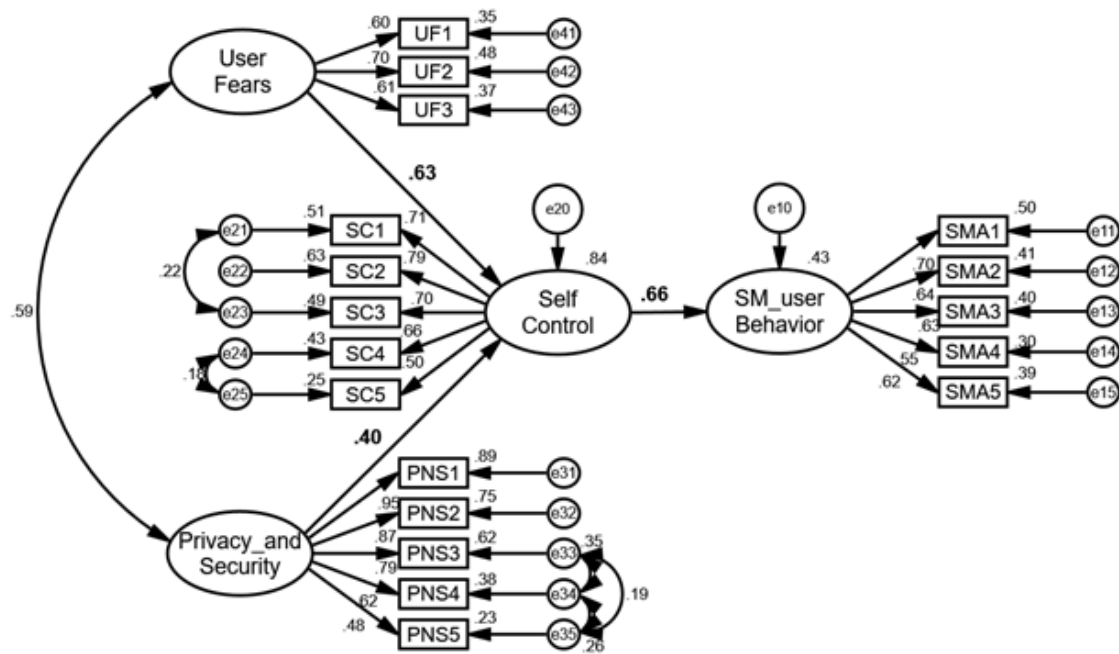 .60
.35
UF1
e41
User
Fears
.70
.48
UF2
e42
.61
.37
UF3
e43
.63
e20
e10
.51
.71
.50
e21
SC1
SMA1
e11
.22
.63
.79
.84
.43
.70
.41
e22
SC2
SMA2
e12
.59
.49
.70
Self
Control
.66
SM_user
Behavior
.64
.40
e23
SC3
SMA3
e13
.43
.66
.63
.30
e24
SC4
SMA4
e14
.18
.25
.50
.55
.62
.39
e25
SC5
SMA5
e15
.40
.89
PNS1
e31
.95
.75
PNS2
e32
Privacy_and
Security
.87
.62
PNS3
e33
.35
.79
.38
PNS4
e34
.19
.62
.48
.23
PNS5
e35
.26